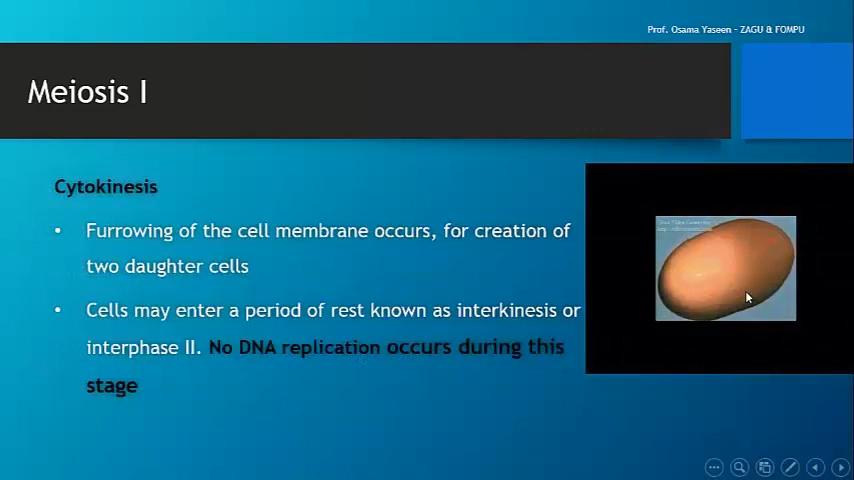 Prof. Osama Yaseen - ZAGU & FOMPU
Meiosis I
Cytokinesis
• Furrowing of the cell membrane occurs, for creation of
two daughter cells
• Cells may enter a period of rest known as interkinesis or
interphase II. No DNA replication occurs during this
stage